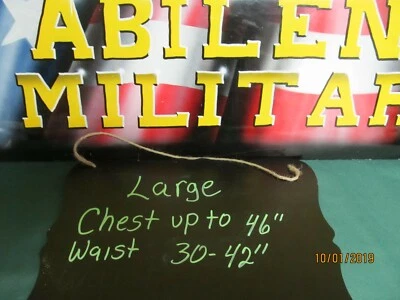 ABILEN
MILITAR
Large
Chest up to 46"
Waist 30-42"
10/01/2019